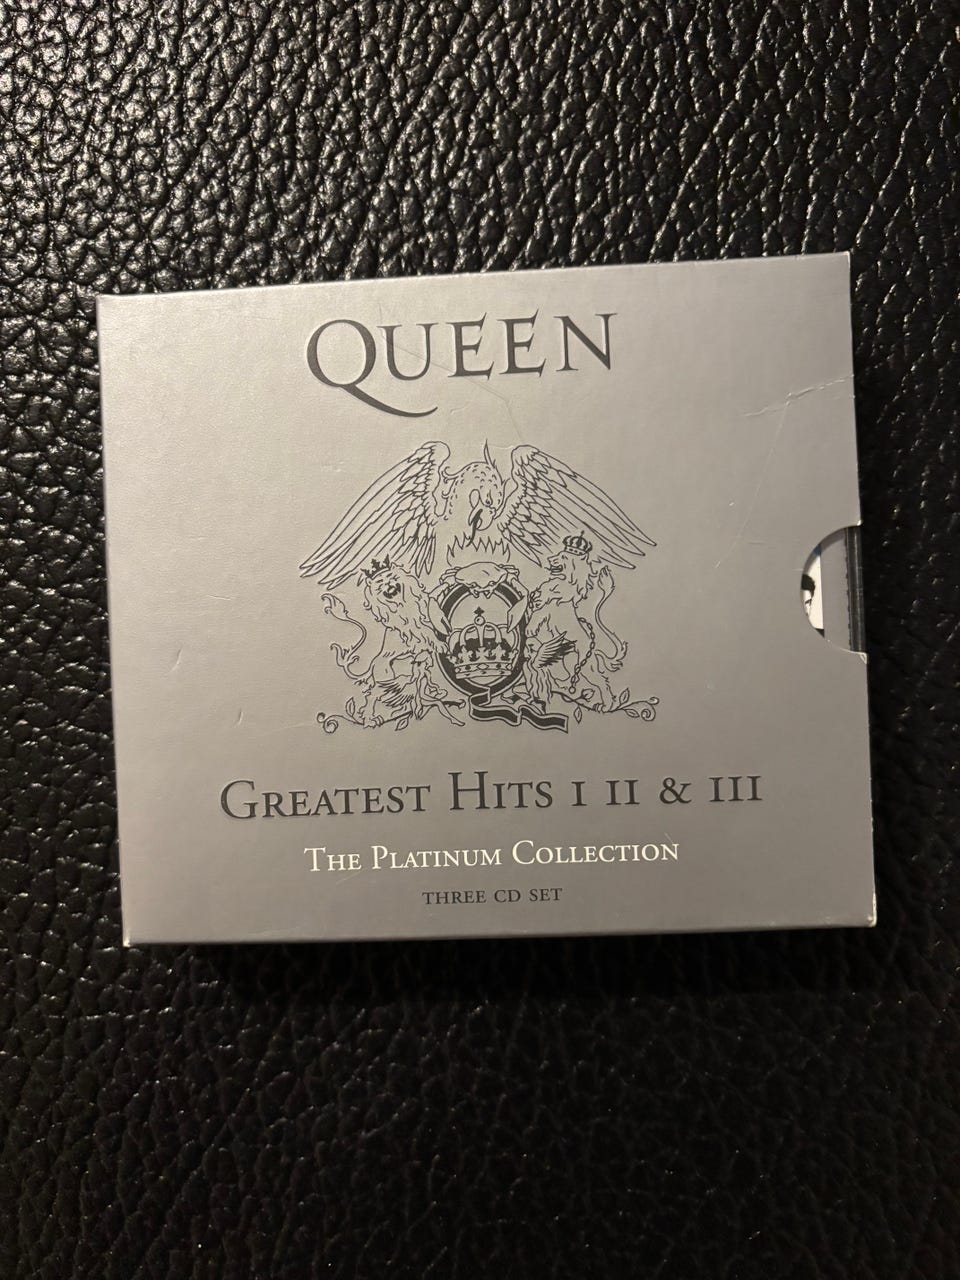 QUEEN
GREATEST HITS I II & III
THE PLATINUM COLLECTION
THREE CD SET